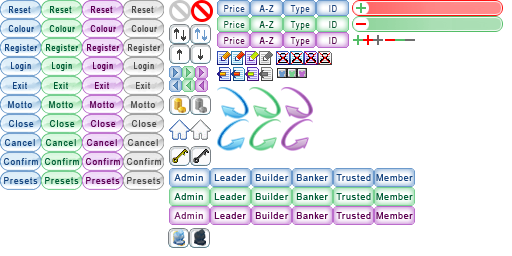 Reset Reset Reset Reset
Colour Colour Colour Colour
Register Register Register Register
Login Login Login Login
Exit Exit Exit Exit
Motto Motto Motto Motto
Close Close Close Close
Cancel Cancel Cancel Cancel
Confirm Confirm Confirm Confirm
Presets Presets Presets Presets
Price A-Z Type ID
Price A-Z Type ID
Price A-Z Type ID
Admin Leader Builder Banker Trusted Member
Admin Leader Builder Banker Trusted Member
Admin Leader Builder Banker Trusted Member